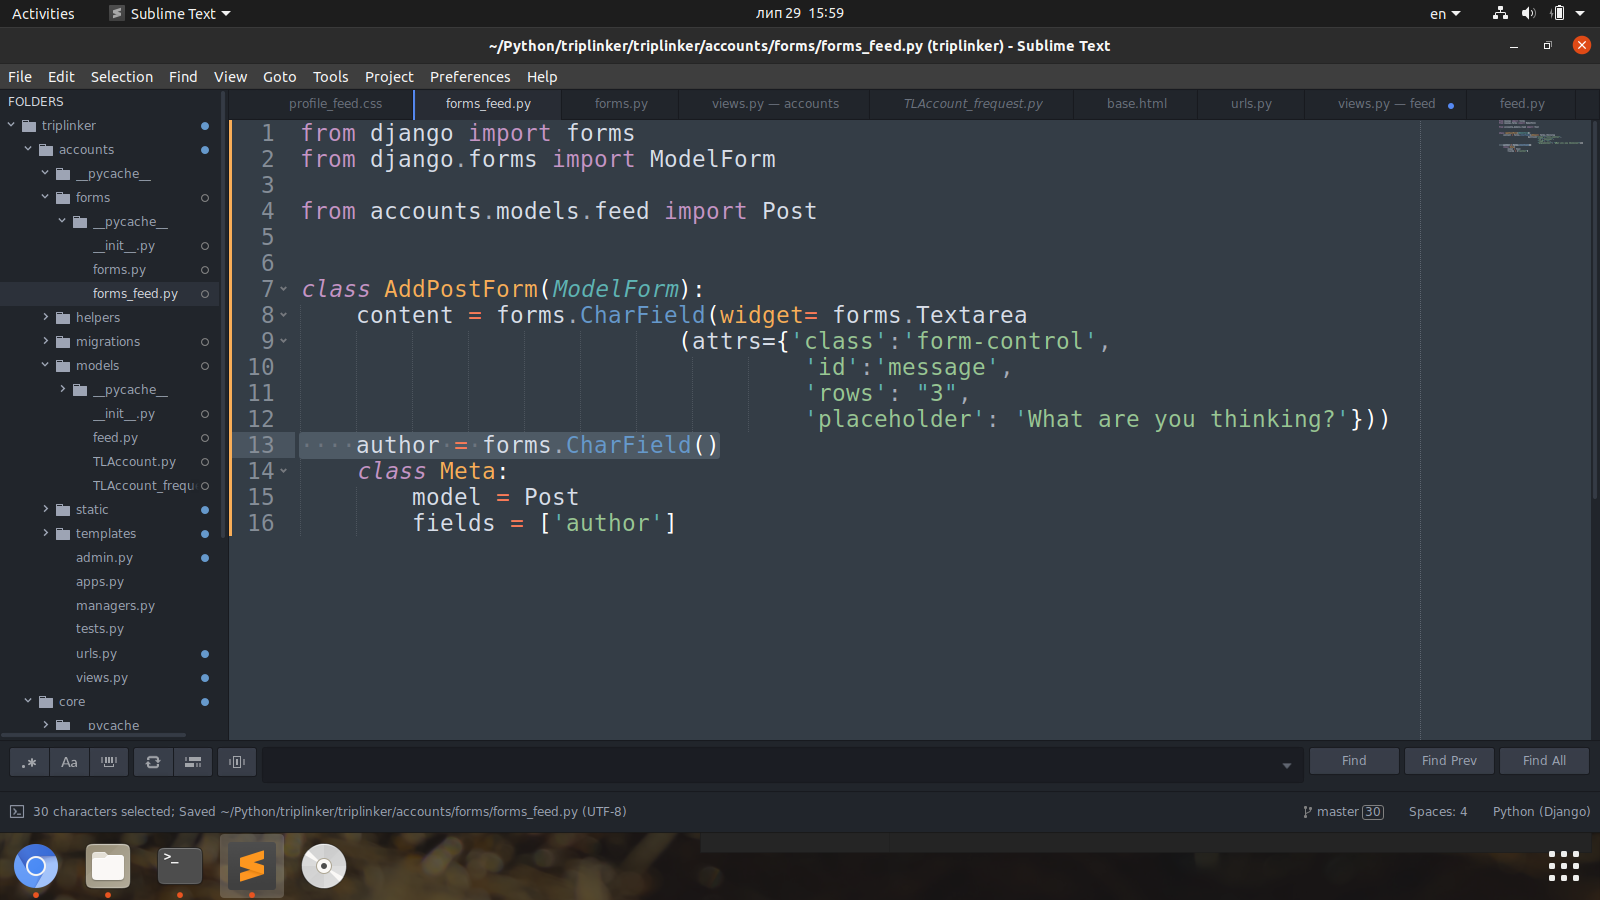 Activities Sublime Text лип 29 15:59 en
~/Python/triplinker/triplinker/accounts/forms/forms_feed.py (triplinker) - Sublime Text
File Edit Selection Find View Goto Tools Project Preferences Help
FOLDERS
triplinker
accounts
__pycache__
forms
__pycache__
__init__.py
forms.py
forms_feed.py
helpers
migrations
models
__pycache__
__init__.py
feed.py
TLAccount.py
TLAccount_frequ
static
templates
admin.py
apps.py
managers.py
tests.py
urls.py
views.py
core
__pycache__
profile_feed.css forms_feed.py forms.py views.py — accounts TLAccount_frequest.py base.html urls.py views.py — feed feed.py
1 from django import forms
2 from django.forms import ModelForm
3
4 from accounts.models.feed import Post
5
6
7 class AddPostForm(ModelForm):
8     content = forms.CharField(widget= forms.Textarea
9                            (attrs={'class':'form-control',
10                                     'id':'message',
11                                     'rows': "3",
12                                     'placeholder': 'What are you thinking?'}))
13     author = forms.CharField()
14     class Meta:
15         model = Post
16         fields = ['author']
.* Aa Find Find Prev Find All
30 characters selected; Saved ~/Python/triplinker/triplinker/accounts/forms/forms_feed.py (UTF-8) master 30 Spaces: 4 Python (Django)
>_